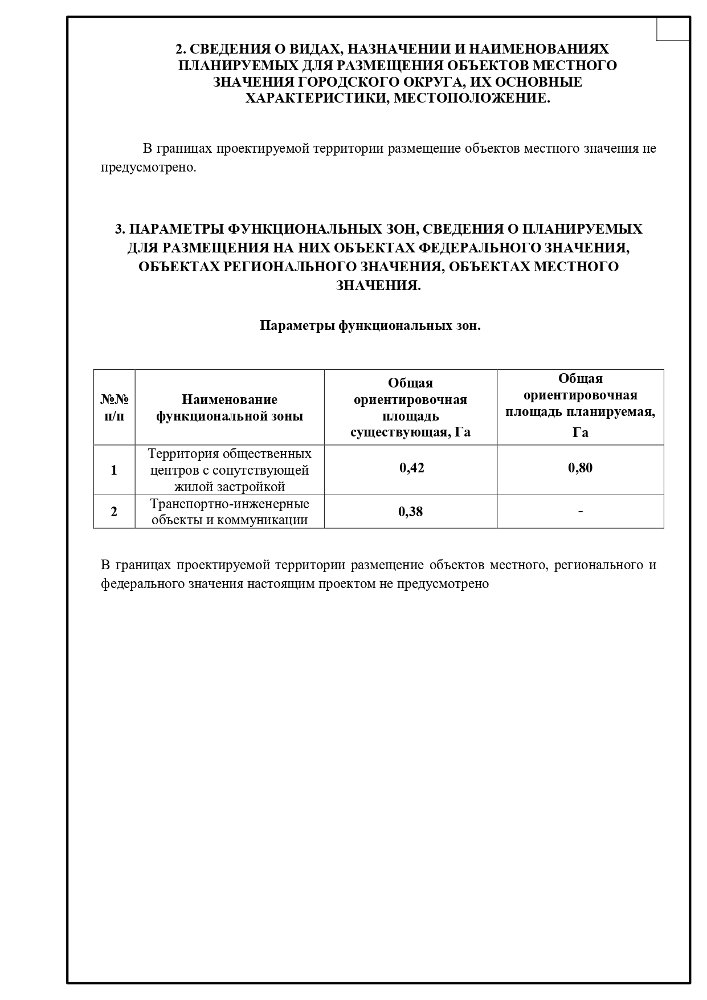 2. СВЕДЕНИЯ О ВИДАХ, НАЗНАЧЕНИИ И НАИМЕНОВАНИЯХ
ПЛАНИРУЕМЫХ ДЛЯ РАЗМЕЩЕНИЯ ОБЪЕКТОВ МЕСТНОГО
ЗНАЧЕНИЯ ГОРОДСКОГО ОКРУГА, ИХ ОСНОВНЫЕ
ХАРАКТЕРИСТИКИ, МЕСТОПОЛОЖЕНИЕ.
В границах проектируемой территории размещение объектов местного значения не
предусмотрено.
3. ПАРАМЕТРЫ ФУНКЦИОНАЛЬНЫХ ЗОН, СВЕДЕНИЯ О ПЛАНИРУЕМЫХ
ДЛЯ РАЗМЕЩЕНИЯ НА НИХ ОБЪЕКТАХ ФЕДЕРАЛЬНОГО ЗНАЧЕНИЯ,
ОБЪЕКТАХ РЕГИОНАЛЬНОГО ЗНАЧЕНИЯ, ОБЪЕКТАХ МЕСТНОГО
ЗНАЧЕНИЯ.
Параметры функциональных зон.
№№
п/п
Наименование
функциональной зоны
Общая
ориентировочная
площадь
существующая, Га
Общая
ориентировочная
площадь планируемая,
Га
1
Территория общественных
центров с сопутствующей
жилой застройкой
0,42
0,80
2
Транспортно-инженерные
объекты и коммуникации
0,38
-
В границах проектируемой территории размещение объектов местного, регионального и
федерального значения настоящим проектом не предусмотрено